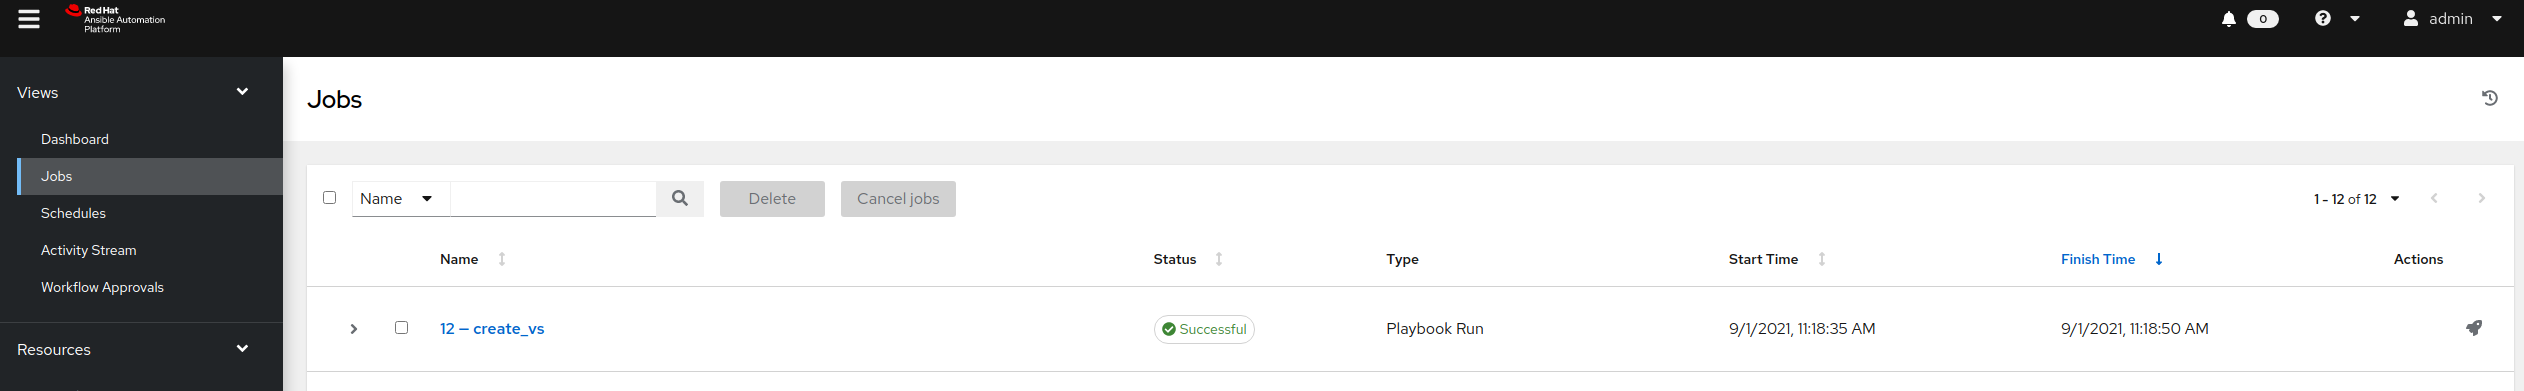 Red Hat
Ansible Automation
Platform
0
admin
Views
Dashboard
Jobs
Schedules
Activity Stream
Workflow Approvals
Resources
Jobs
Name
Delete
Cancel jobs
1 - 12 of 12
Name Status Type Start Time Finish Time Actions
12 — create_vs Successful Playbook Run 9/1/2021, 11:18:35 AM 9/1/2021, 11:18:50 AM